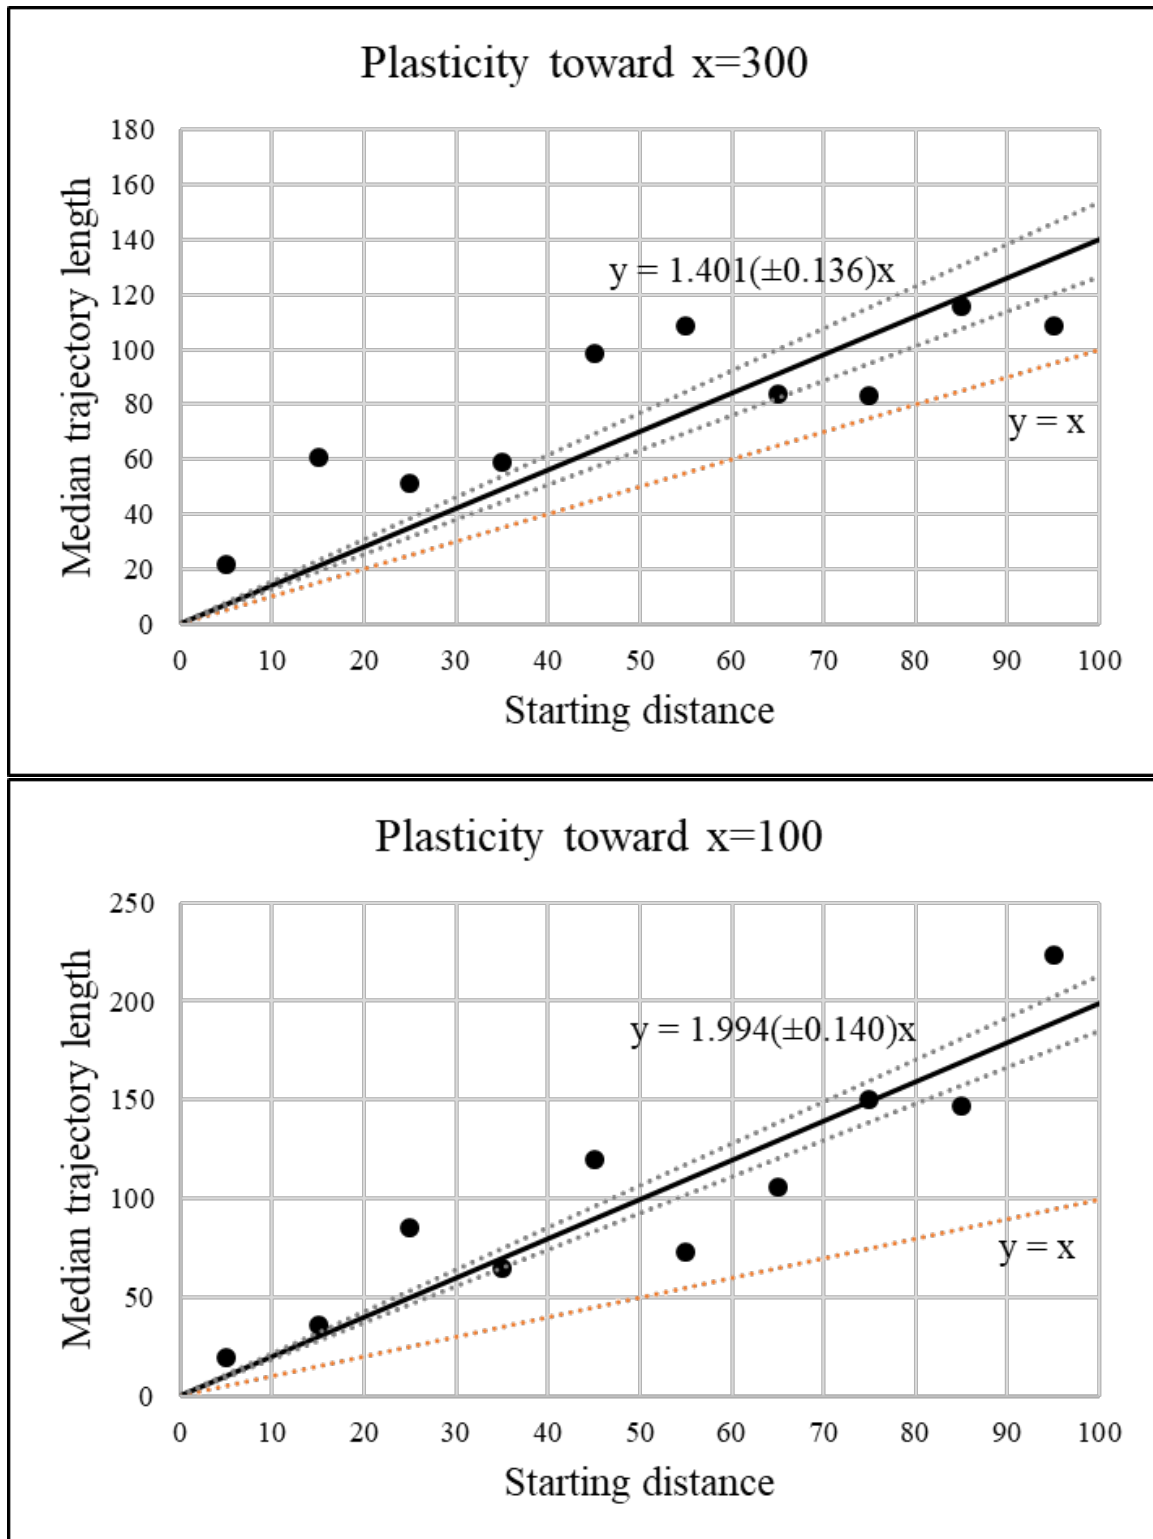 Plasticity toward x=300
180
160
140
120
100
80
60
40
20
0
Median trajectory length
y = 1.401(±0.136)x
y = x
0 10 20 30 40 50 60 70 80 90 100
Starting distance
Plasticity toward x=100
250
200
150
100
50
0
Median trajectory length
y = 1.994(±0.140)x
y = x
0 10 20 30 40 50 60 70 80 90 100
Starting distance